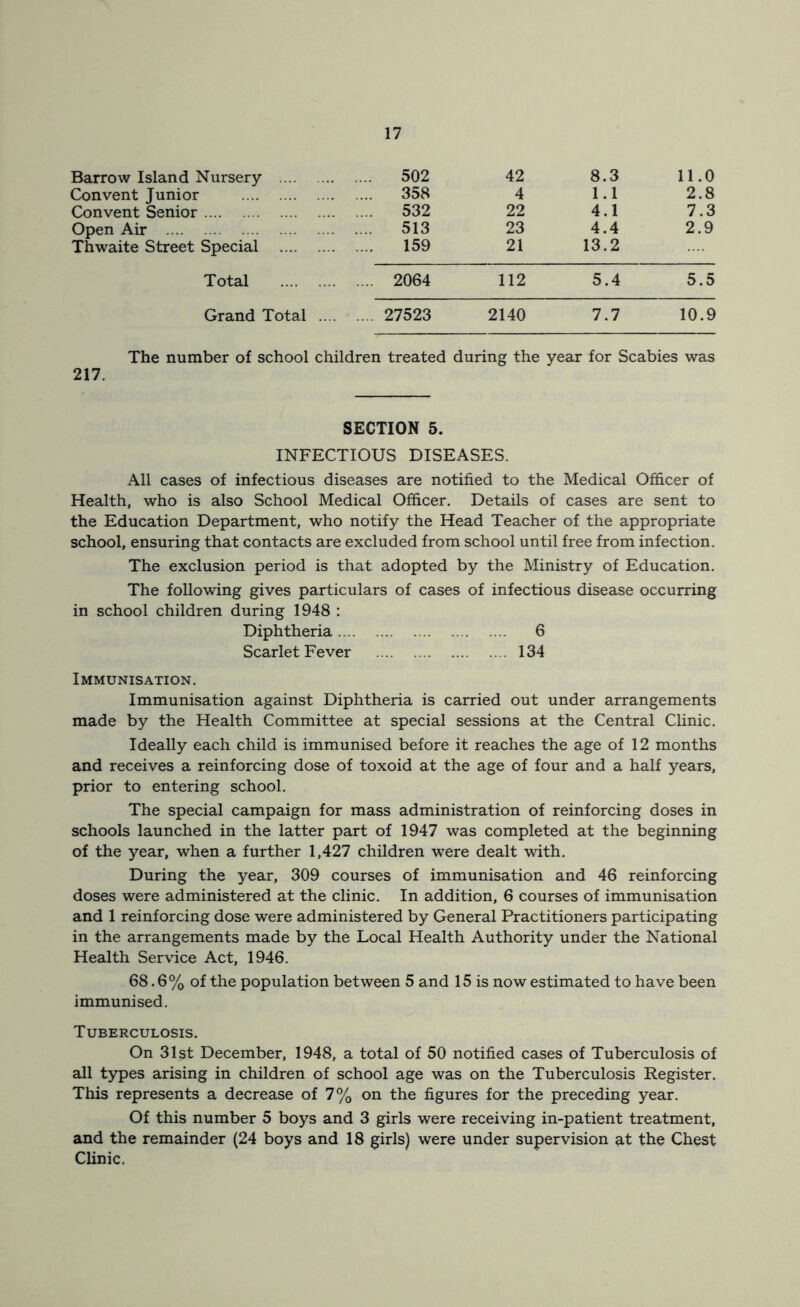 17
Barrow Island Nursery .... .... .... 502 42 8.3 11.0
Convent Junior .... .... .... .... 358 4 1.1 2.8
Convent Senior .... .... .... .... .... 532 22 4.1 7.3
Open Air .... .... .... .... .... .... 513 23 4.4 2.9
Thwaite Street Special .... .... .... 159 21 13.2 ....
Total .... .... .... 2064 112 5.4 5.5
Grand Total .... .... 27523 2140 7.7 10.9
The number of school children treated during the year for Scabies was
217.
SECTION 5.
INFECTIOUS DISEASES.
All cases of infectious diseases are notified to the Medical Officer of
Health, who is also School Medical Officer. Details of cases are sent to
the Education Department, who notify the Head Teacher of the appropriate
school, ensuring that contacts are excluded from school until free from infection.
The exclusion period is that adopted by the Ministry of Education.
The following gives particulars of cases of infectious disease occurring
in school children during 1948 :
Diphtheria .... .... .... .... .... 6
Scarlet Fever .... .... .... .... 134
IMMUNISATION.
Immunisation against Diphtheria is carried out under arrangements
made by the Health Committee at special sessions at the Central Clinic.
Ideally each child is immunised before it reaches the age of 12 months
and receives a reinforcing dose of toxoid at the age of four and a half years,
prior to entering school.
The special campaign for mass administration of reinforcing doses in
schools launched in the latter part of 1947 was completed at the beginning
of the year, when a further 1,427 children were dealt with.
During the year, 309 courses of immunisation and 46 reinforcing
doses were administered at the clinic. In addition, 6 courses of immunisation
and 1 reinforcing dose were administered by General Practitioners participating
in the arrangements made by the Local Health Authority under the National
Health Service Act, 1946.
68.6% of the population between 5 and 15 is now estimated to have been
immunised.
TUBERCULOSIS.
On 31st December, 1948, a total of 50 notified cases of Tuberculosis of
all types arising in children of school age was on the Tuberculosis Register.
This represents a decrease of 7% on the figures for the preceding year.
Of this number 5 boys and 3 girls were receiving in-patient treatment,
and the remainder (24 boys and 18 girls) were under supervision at the Chest
Clinic.